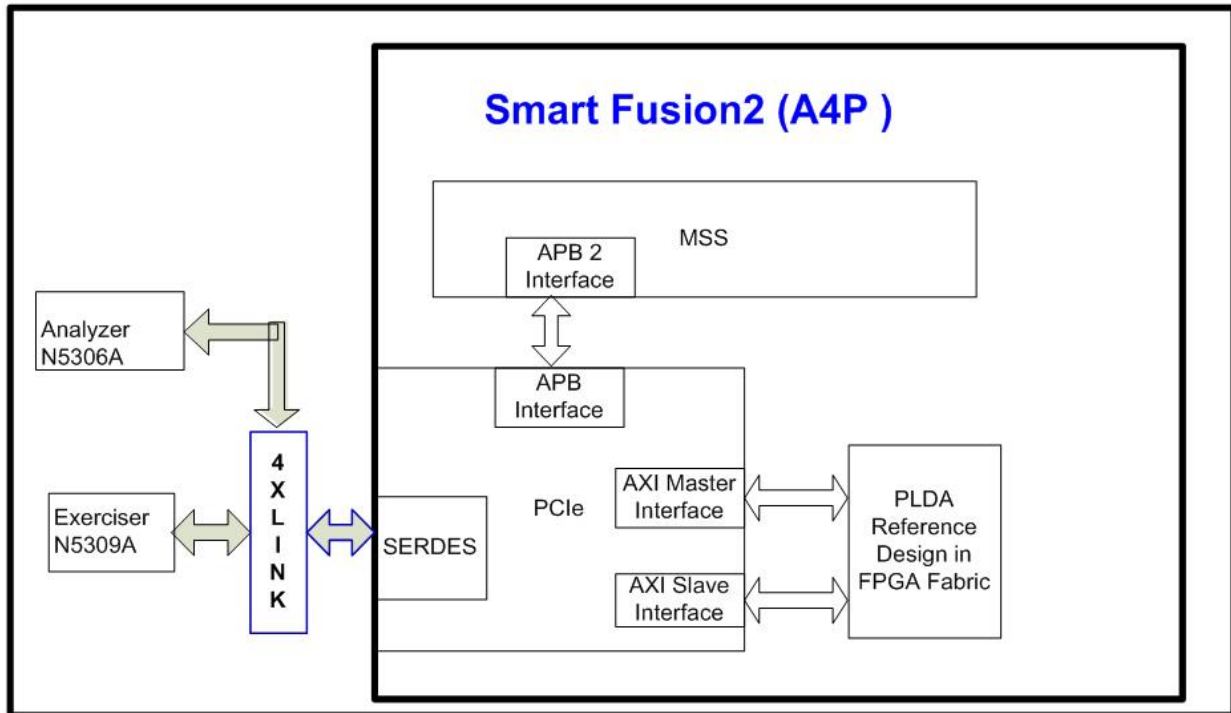 Smart Fusion2 (A4P )
MSS
APB 2
Interface
Analyzer
N5306A
APB
Interface
4
X
L
I
N
K
AXI Master
Interface
PLDA
Reference
Design in
FPGA Fabric
PCIe
Exerciser
N5309A
SERDES
AXI Slave
Interface